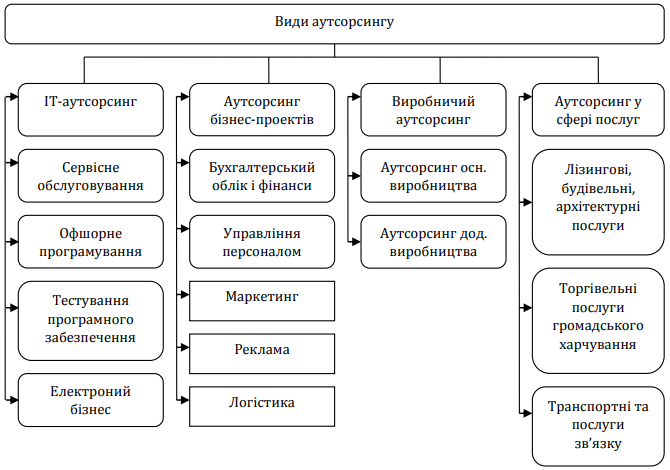 Види аутсорсингу
ІТ-аутсорсинг
Сервісне
обслуговування
Офшорне
програмування
Тестування
програмного
забезпечення
Електроний
бізнес
Аутсорсинг
бізнес-проектів
Бухгалтерський
облік і фінанси
Управління
персоналом
Маркетинг
Реклама
Логістика
Виробничий
аутсорсинг
Аутсорсинг осн.
виробництва
Аутсорсинг дод.
виробництва
Аутсорсинг у
сфері послуг
Лізингові,
будівельні,
архітектурні
послуги
Торгівельні
послуги
громадського
харчування
Транспортні та
послуги
зв’язку